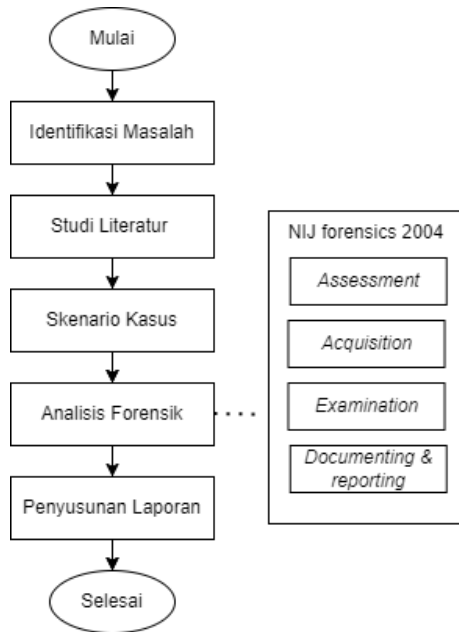 Mulai
Identifikasi Masalah
Studi Literatur
Skenario Kasus
Analisis Forensik
Penyusunan Laporan
Selesai
NIJ forensics 2004
Assessment
Acquisition
Examination
Documenting &
reporting